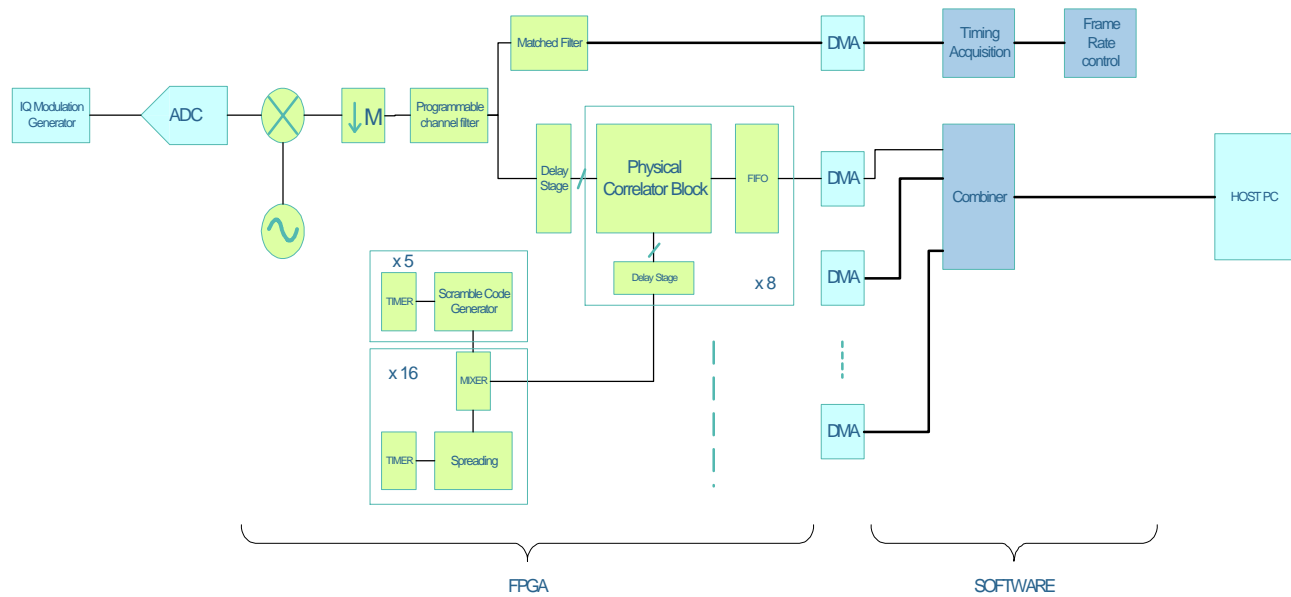 Matched Filter
DMA
Timing
Acquisition
Frame
Rate
control
IQ Modulation
Generator
ADC
↓M
Programmable
channel filter
Delay
Stage
Physical
Correlator Block
FIFO
DMA
Combiner
HOST PC
Delay Stage
x 8
DMA
x 5
TIMER
Scramble Code
Generator
x 16
MIXER
DMA
TIMER
Spreading
FPGA
SOFTWARE